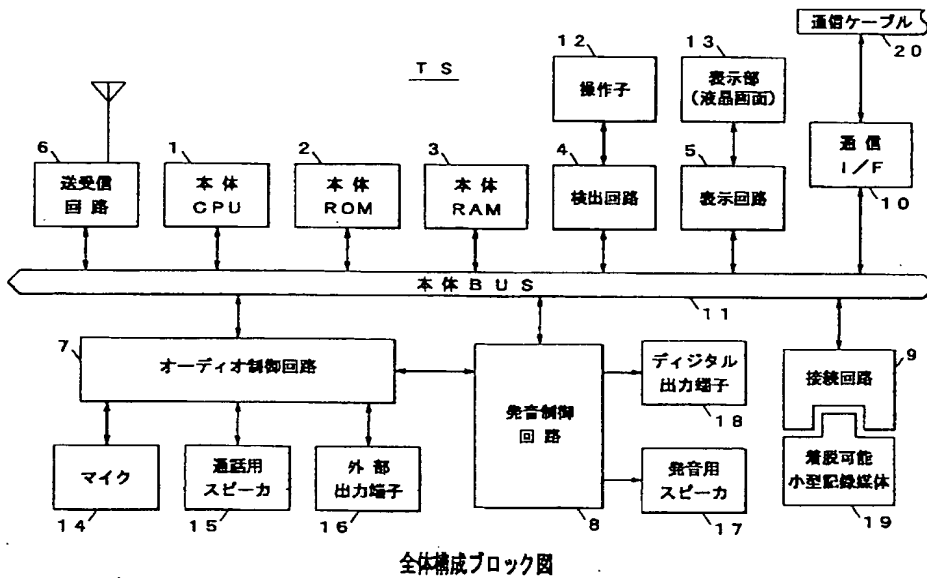 通信ケーブル
20
12
13
TS
操作子
表示部
(液晶画面)
6
1
2
3
4
5
通信
I/F
10
送受信
回路
本体
CPU
本体
ROM
本体
RAM
検出回路
表示回路
本体BUS
11
7
オーディオ制御回路
発音制御
回路
8
ディジタル
出力端子
18
9
接続回路
マイク
14
通話用
スピーカ
15
外部
出力端子
16
発音用
スピーカ
17
着脱可能
小型記録媒体
19
全体構成ブロック図